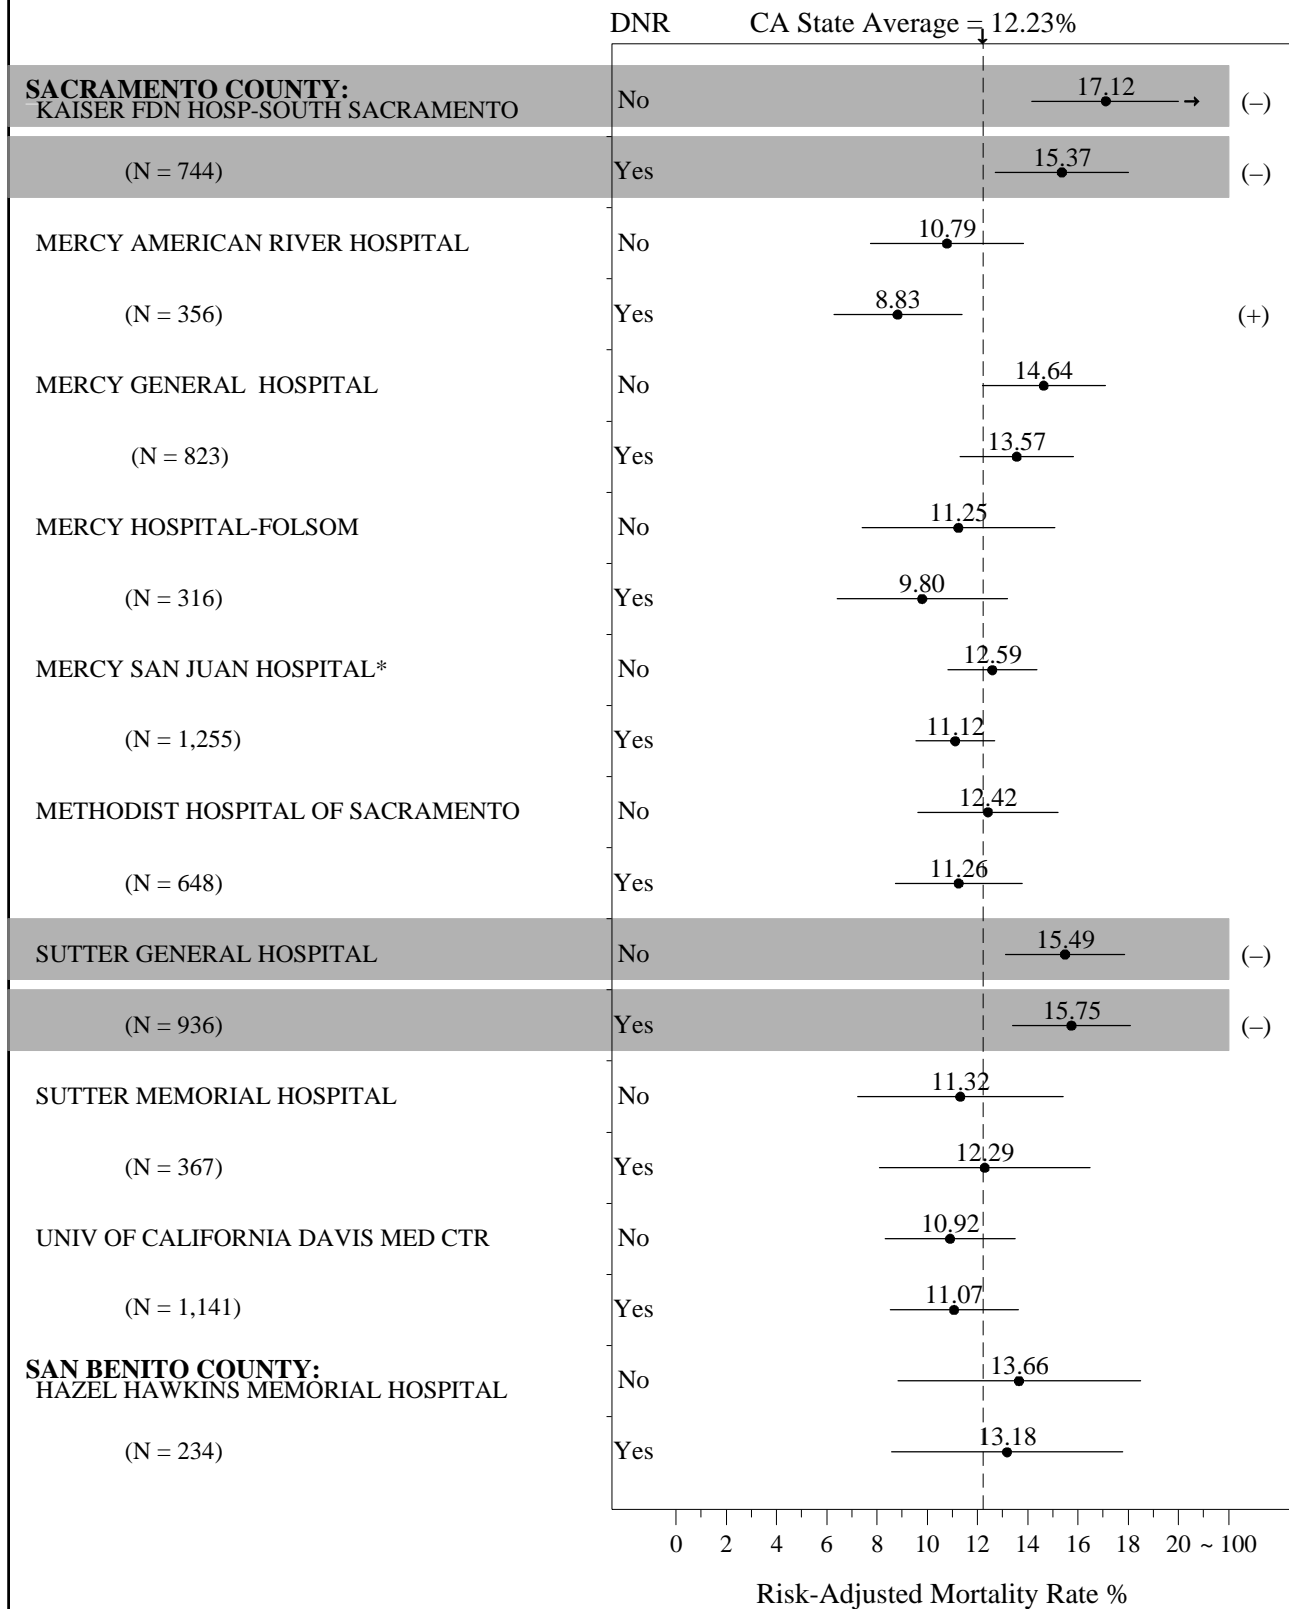 DNR CA State Average = 12.23%
SACRAMENTO COUNTY:
KAISER FDN HOSP-SOUTH SACRAMENTO No 17.12 (–)
(N = 744) Yes 15.37 (–)
MERCY AMERICAN RIVER HOSPITAL No 10.79
(N = 356) Yes 8.83 (+)
MERCY GENERAL HOSPITAL No 14.64
(N = 823) Yes 13.57
MERCY HOSPITAL-FOLSOM No 11.25
(N = 316) Yes 9.80
MERCY SAN JUAN HOSPITAL* No 12.59
(N = 1,255) Yes 11.12
METHODIST HOSPITAL OF SACRAMENTO No 12.42
(N = 648) Yes 11.26
SUTTER GENERAL HOSPITAL No 15.49 (–)
(N = 936) Yes 15.75 (–)
SUTTER MEMORIAL HOSPITAL No 11.32
(N = 367) Yes 12.29
UNIV OF CALIFORNIA DAVIS MED CTR No 10.92
(N = 1,141) Yes 11.07
SAN BENITO COUNTY:
HAZEL HAWKINS MEMORIAL HOSPITAL No 13.66
(N = 234) Yes 13.18
0 2 4 6 8 10 12 14 16 18 20 ~ 100
Risk-Adjusted Mortality Rate %